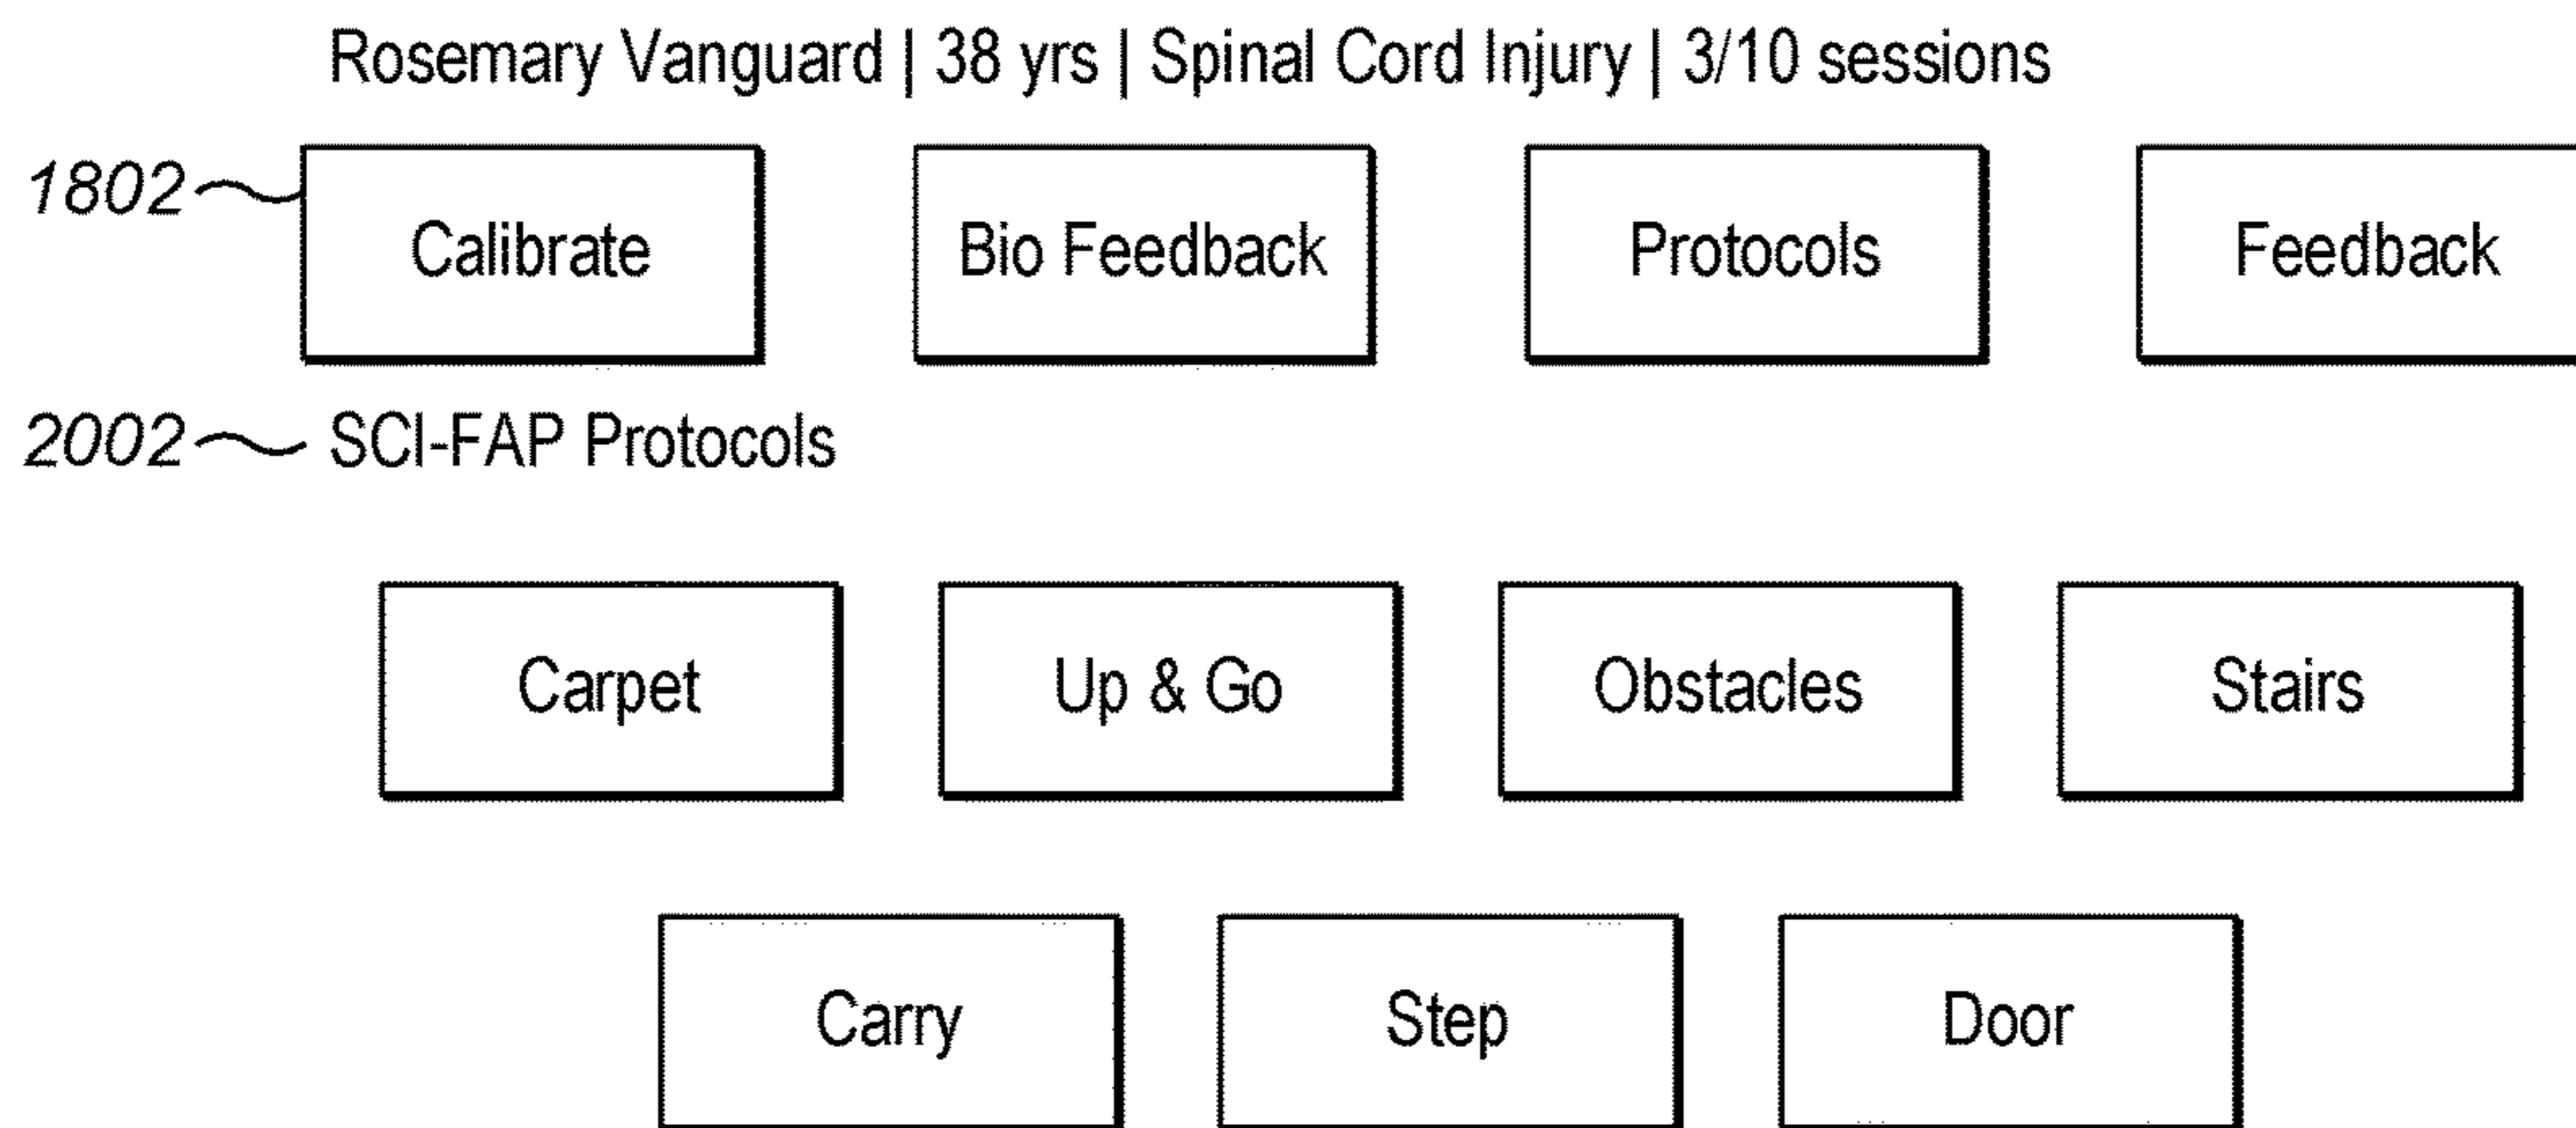 Rosemary Vanguard | 38 yrs | Spinal Cord Injury | 3/10 sessions
1802 Calibrate Bio Feedback Protocols Feedback
2002 SCI-FAP Protocols
Carpet Up & Go Obstacles Stairs
Carry Step Door